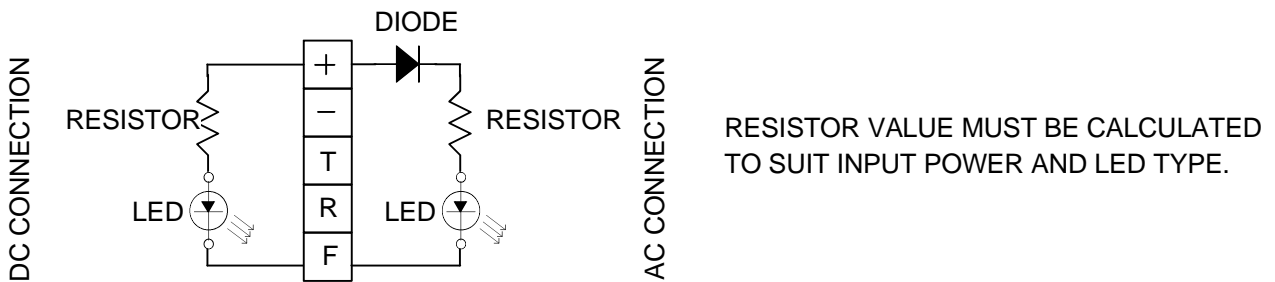 DIODE
DC CONNECTION
RESISTOR
LED
+
−
T
R
F
RESISTOR
LED
AC CONNECTION
RESISTOR VALUE MUST BE CALCULATED
TO SUIT INPUT POWER AND LED TYPE.